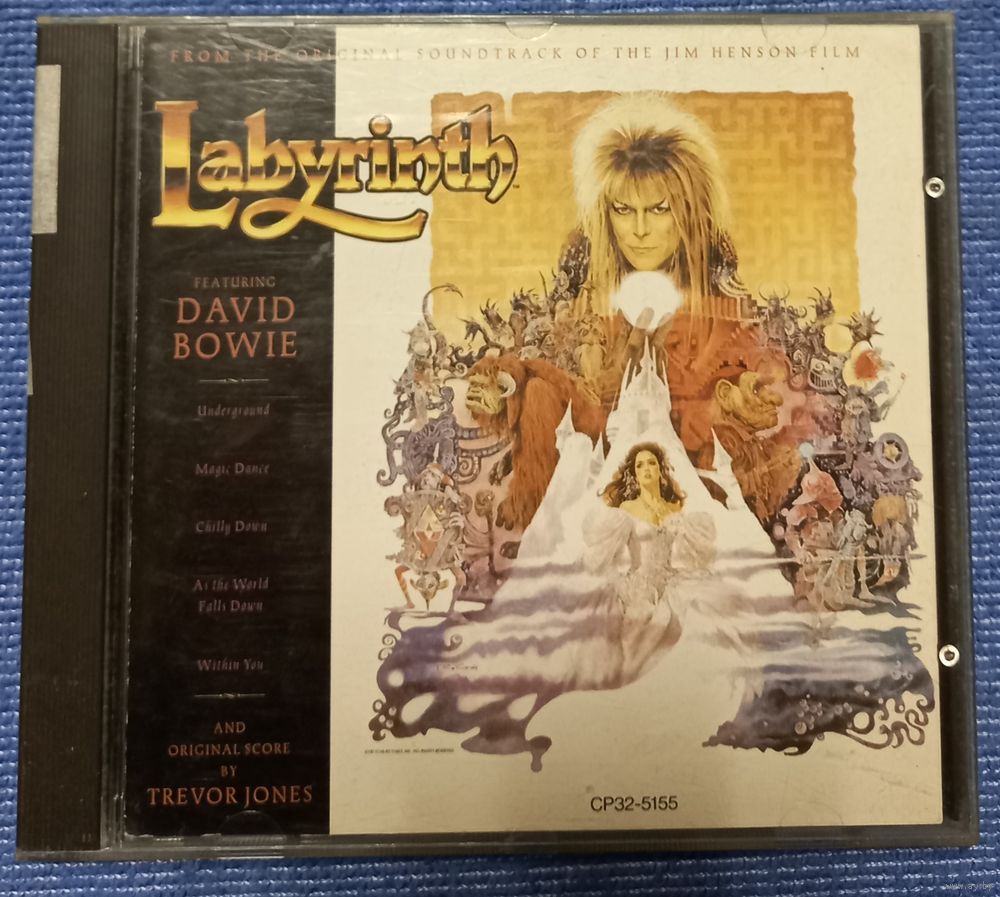 FROM THE ORIGINAL SOUNDTRACK OF THE JIM HENSON FILM
Labyrinth™
FEATURING
DAVID
BOWIE
Underground
Magic Dance
Chilly Down
As the World
Falls Down
Within You
AND
ORIGINAL SCORE
BY
TREVOR JONES
CP32-5155